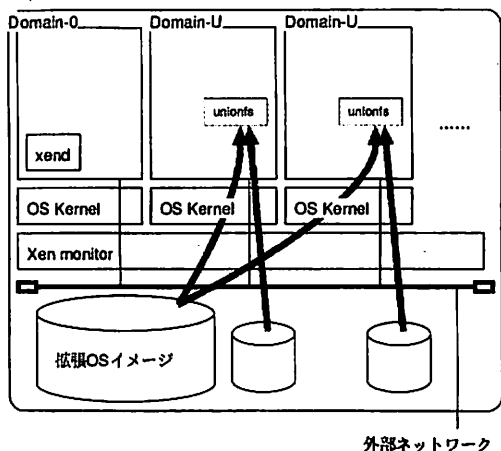 Domain-0
Domain-U
Domain-U
unionfs
unionfs
......
xend
OS Kernel
OS Kernel
OS Kernel
Xen monitor
拡張OSイメージ
外部ネットワーク